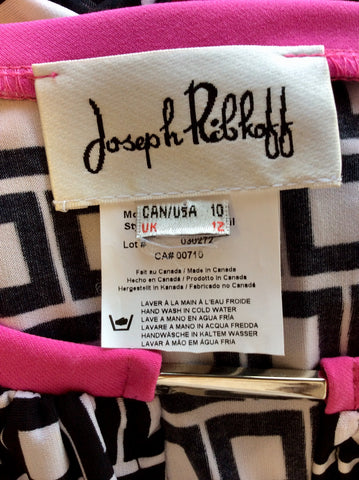 Joseph Ribkoff
CAN/USA 10
UK 12
Lot # 030272
CA# 00710
Fait au Canada / Made in Canada
Hecho en Canada / Prodotto in Canada
Hergestellt in Kanada / Fabricado no Canadá
LAVER À LA MAIN À L'EAU FROIDE
HAND WASH IN COLD WATER
LAVE A MANO EN AGUA FRÍA
LAVARE A MANO IN ACQUA FREDDA
HANDWÄSCHE IN KALTEM WASSER
LAVAR À MÃO EM ÁGUA FRIA